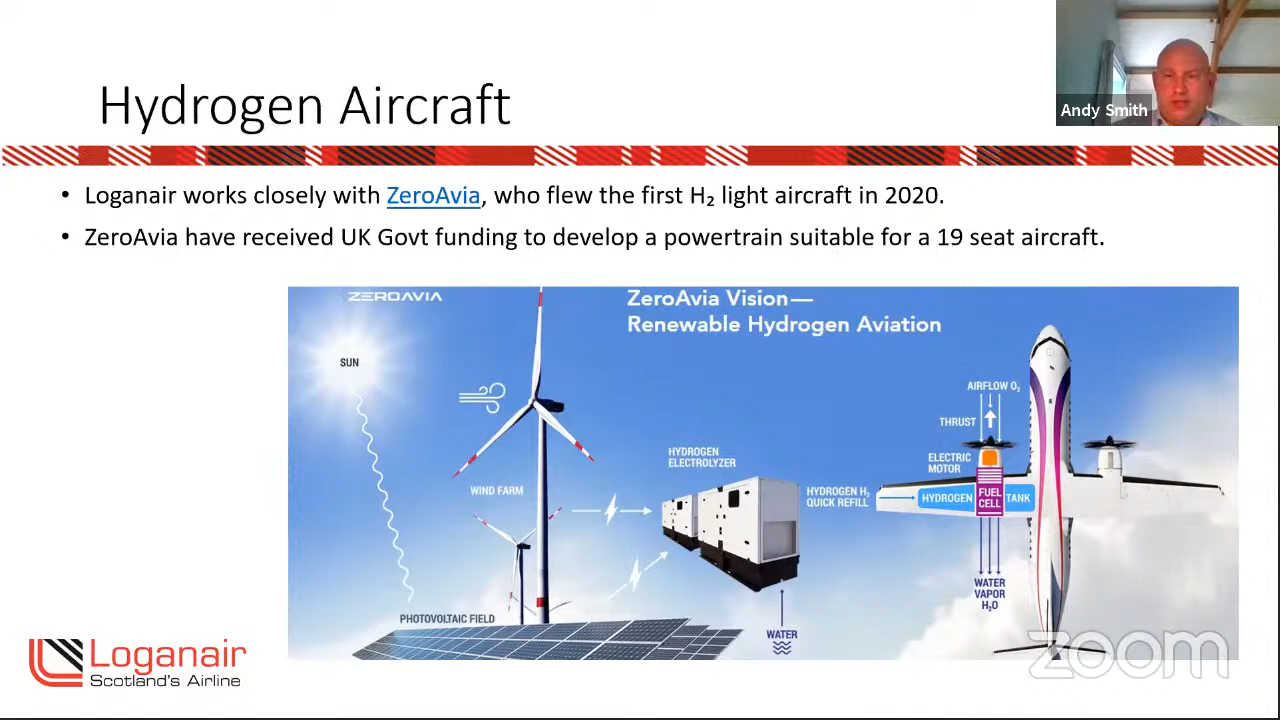 Hydrogen Aircraft
Andy Smith
• Loganair works closely with ZeroAvia, who flew the first H₂ light aircraft in 2020.
• ZeroAvia have received UK Govt funding to develop a powertrain suitable for a 19 seat aircraft.
ZEROAVIA
ZeroAvia Vision—
Renewable Hydrogen Aviation
SUN
WIND FARM
PHOTOVOLTAIC FIELD
HYDROGEN
ELECTROLYZER
WATER
HYDROGEN H₂
QUICK REFILL
AIRFLOW O₂
THRUST
ELECTRIC
MOTOR
HYDROGEN
FUEL
CELL
TANK
WATER
VAPOR
H₂O
Loganair
Scotland's Airline
zoom